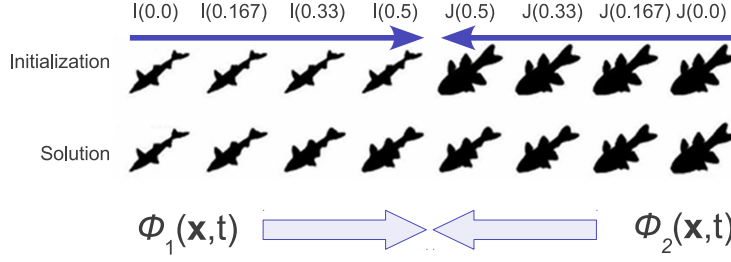 I(0.0) I(0.167) I(0.33) I(0.5) J(0.5) J(0.33) J(0.167) J(0.0)
Initialization
Solution
Φ₁(x,t) Φ₂(x,t)